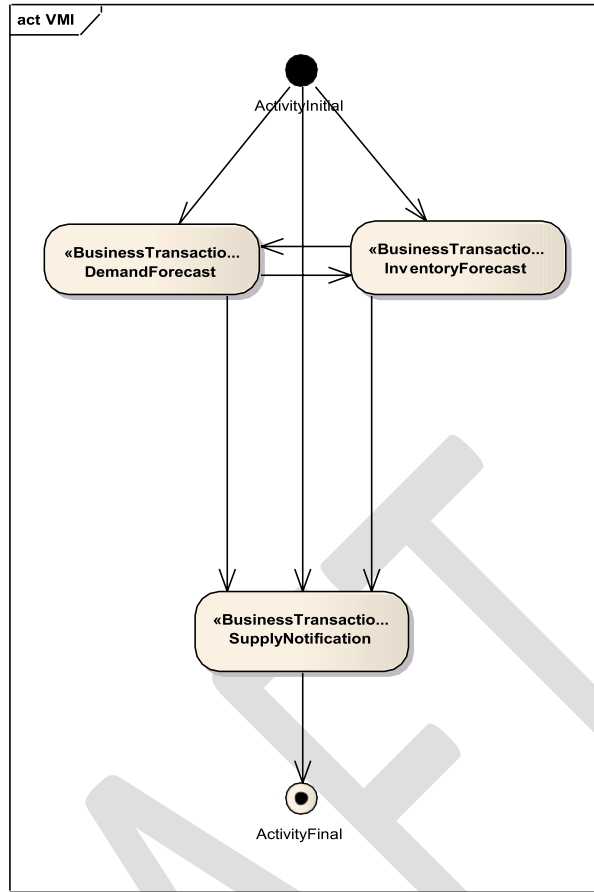 act VMI
ActivityInitial
«BusinessTransactio...
DemandForecast
«BusinessTransactio...
InventoryForecast
«BusinessTransactio...
SupplyNotification
ActivityFinal